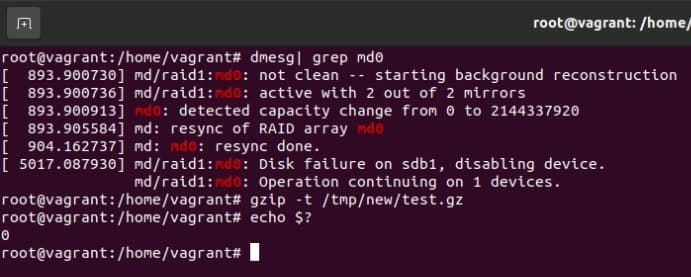 root@vagrant: /home/
root@vagrant:/home/vagrant# dmesg| grep md0
[  893.900730] md/raid1:md0: not clean -- starting background reconstruction
[  893.900736] md/raid1:md0: active with 2 out of 2 mirrors
[  893.900913] md0: detected capacity change from 0 to 2144337920
[  893.905584] md: resync of RAID array md0
[  904.162737] md: md0: resync done.
[ 5017.087930] md/raid1:md0: Disk failure on sdb1, disabling device.
               md/raid1:md0: Operation continuing on 1 devices.
root@vagrant:/home/vagrant# gzip -t /tmp/new/test.gz
root@vagrant:/home/vagrant# echo $?
0
root@vagrant:/home/vagrant#